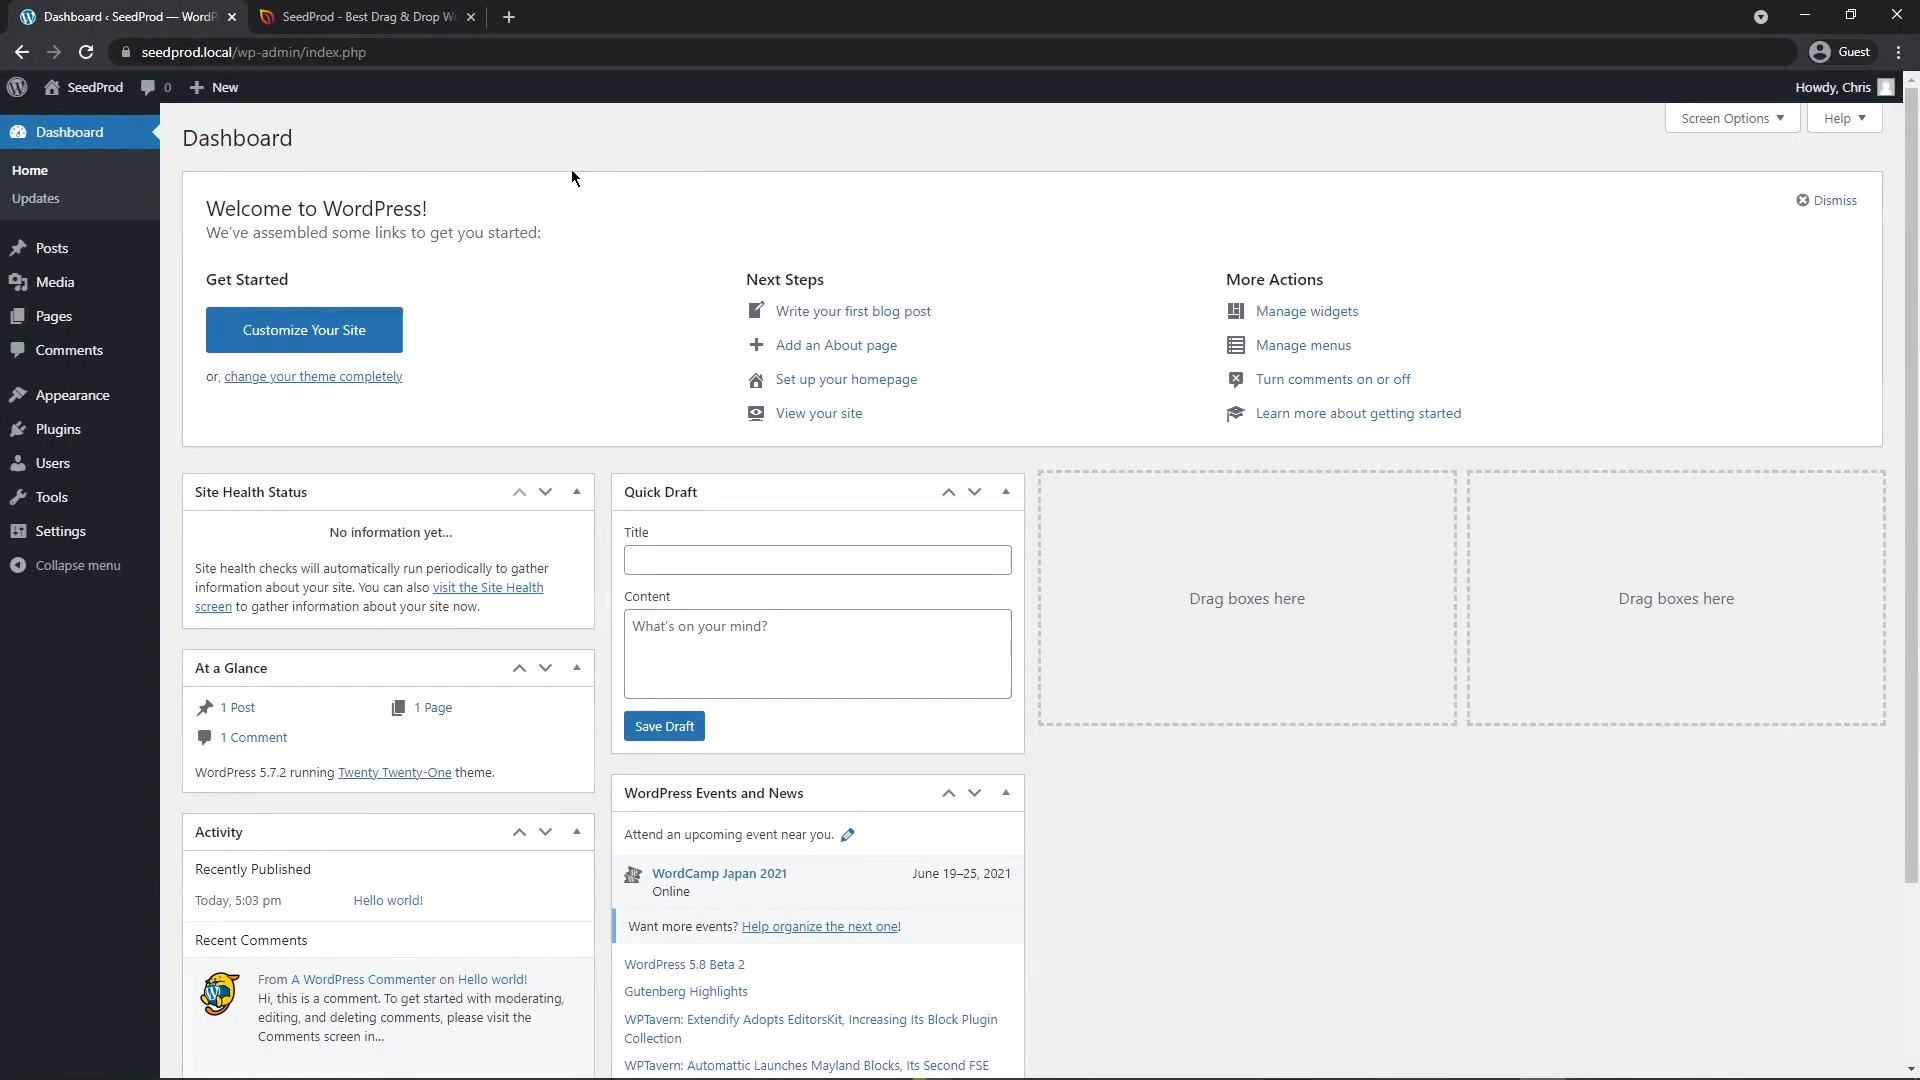 Dashboard ‹ SeedProd — WordP
SeedProd - Best Drag & Drop Wo
seedprod.local/wp-admin/index.php
Guest
SeedProd
0
New
Howdy, Chris
Dashboard
Home
Updates
Posts
Media
Pages
Comments
Appearance
Plugins
Users
Tools
Settings
Collapse menu
Screen Options
Help
Dashboard
Welcome to WordPress!
We've assembled some links to get you started:
Dismiss
Get Started
Customize Your Site
or, change your theme completely
Next Steps
Write your first blog post
Add an About page
Set up your homepage
View your site
More Actions
Manage widgets
Manage menus
Turn comments on or off
Learn more about getting started
Site Health Status
No information yet...
Site health checks will automatically run periodically to gather
information about your site. You can also visit the Site Health
screen to gather information about your site now.
At a Glance
1 Post
1 Page
1 Comment
WordPress 5.7.2 running Twenty Twenty-One theme.
Activity
Recently Published
Today, 5:03 pm
Hello world!
Recent Comments
From A WordPress Commenter on Hello world!
Hi, this is a comment. To get started with moderating,
editing, and deleting comments, please visit the
Comments screen in...
Quick Draft
Title
Content
What's on your mind?
Save Draft
WordPress Events and News
Attend an upcoming event near you.
WordCamp Japan 2021
June 19–25, 2021
Online
Want more events? Help organize the next one!
WordPress 5.8 Beta 2
Gutenberg Highlights
WPTavern: Extendify Adopts EditorsKit, Increasing Its Block Plugin
Collection
WPTavern: Automattic Launches Mayland Blocks, Its Second FSE
Drag boxes here
Drag boxes here